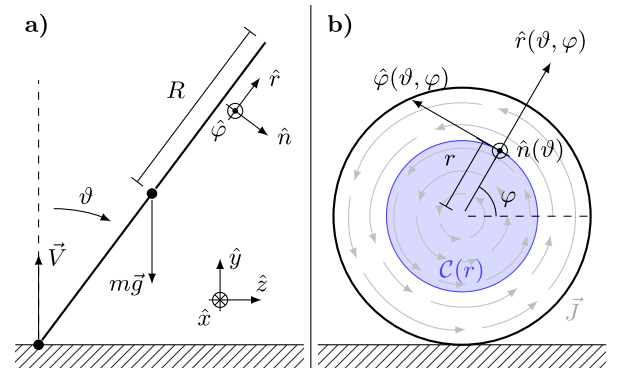 a)
R
r̂
φ̂
n̂
ϑ
V⃗
mg⃗
ŷ
ẑ
x̂
b)
r̂(ϑ, φ)
φ̂(ϑ, φ)
n̂(ϑ)
r
φ
C(r)
J⃗